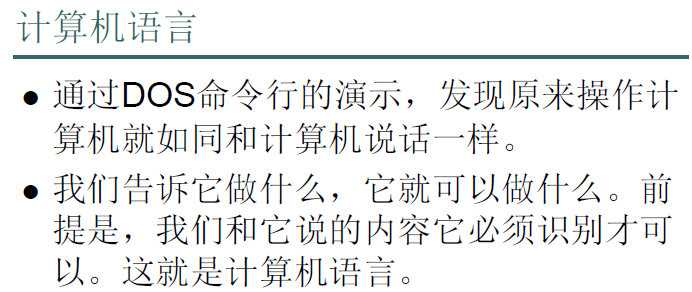 计算机语言
● 通过DOS命令行的演示，发现原来操作计
算机就如同和计算机说话一样。
● 我们告诉它做什么，它就可以做什么。前
提是，我们和它说的内容它必须识别才可
以。这就是计算机语言。